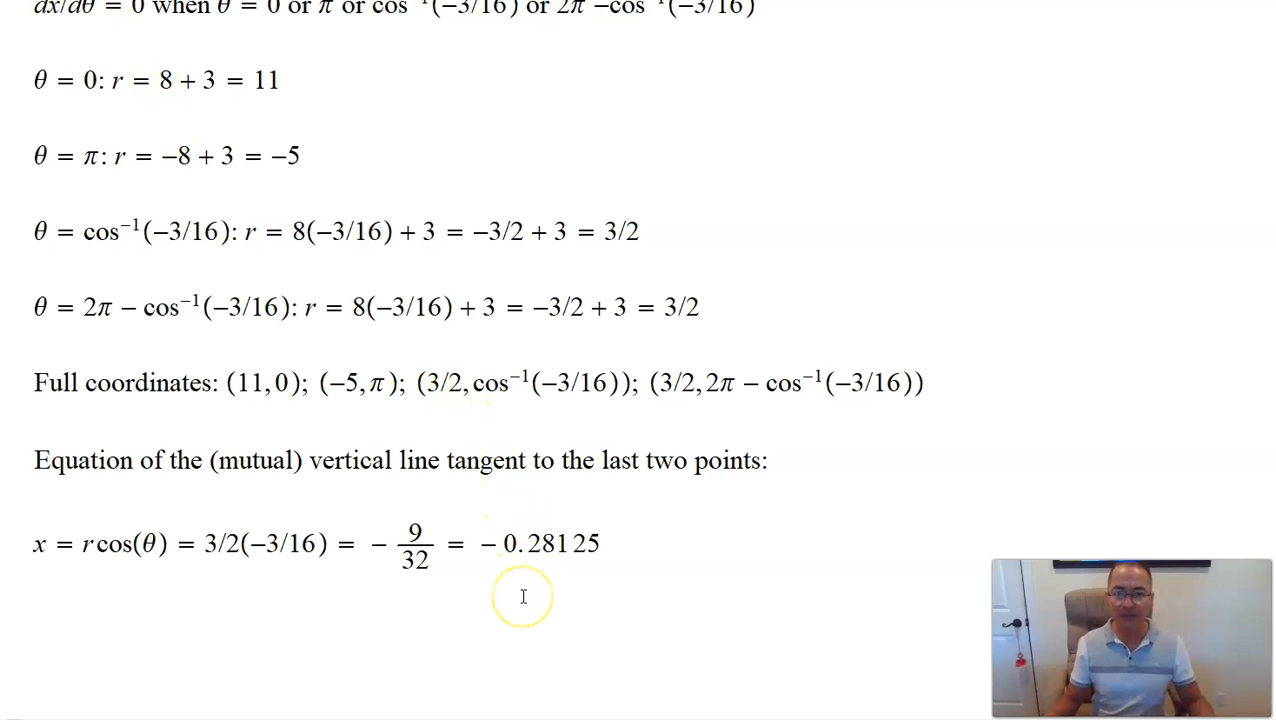 dx/dθ = 0 when θ = 0 or π or cos⁻¹(−3/16) or 2π −cos⁻¹(−3/16)
θ = 0: r = 8 + 3 = 11
θ = π: r = −8 + 3 = −5
θ = cos⁻¹(−3/16): r = 8(−3/16) + 3 = −3/2 + 3 = 3/2
θ = 2π − cos⁻¹(−3/16): r = 8(−3/16) + 3 = −3/2 + 3 = 3/2
Full coordinates: (11, 0); (−5, π); (3/2, cos⁻¹(−3/16)); (3/2, 2π − cos⁻¹(−3/16))
Equation of the (mutual) vertical line tangent to the last two points:
x = r cos(θ) = 3/2(−3/16) = − 9/32 = − 0.28125